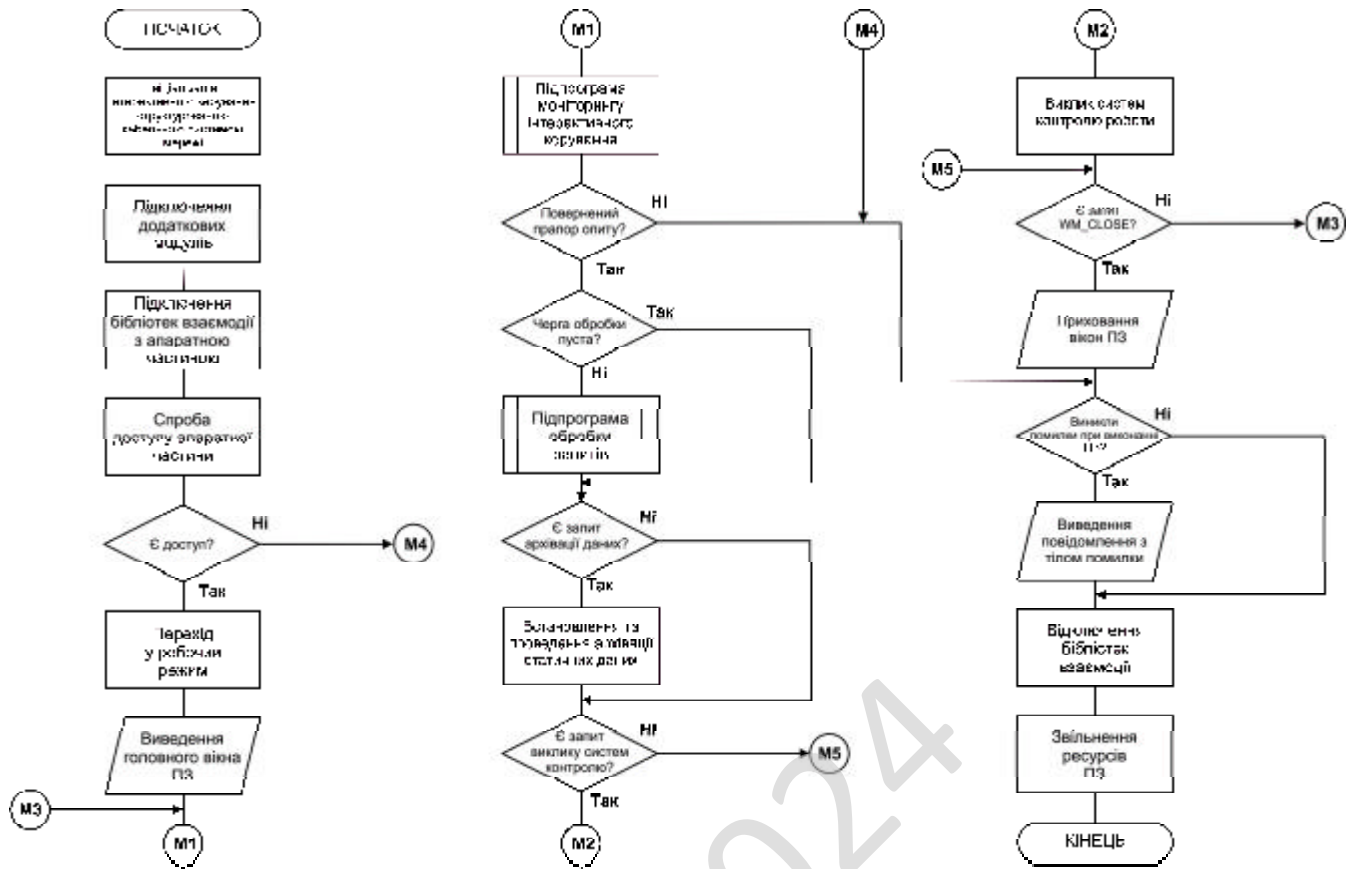 ПОЧАТОК
мережі
Підключення
додаткових
модулів
Підключення
бібліотек взаємодії
з апаратною
частиною
Спроба
доступу апаратної
частини
Є доступ?
Ні
M4
Так
Перехід
у робочий
режим
Виведення
головного вікна
ПЗ
M3
M1
M1
Підпрограма
моніторингу
інтерактивного
керування
Повернений
прапор опиту?
Ні
Так
Черга обробки
пуста?
Так
Ні
Підпрограма
обробки
запитів
Є запит
архівації даних?
Ні
Так
Встановлення та
проведення архівації
статичних даних
Є запит
виклику систем
контролю?
Ні
M5
Так
M2
M4
M2
Виклик систем
контролю роботи
M5
Є запит
WM_CLOSE?
Ні
M3
Так
Приховання
вікон ПЗ
Виникли
помилки при виконанні
ПЗ?
Ні
Так
Виведення
повідомлення з
тілом помилки
Відключення
бібліотек
взаємодії
Звільнення
ресурсів
ПЗ
КІНЕЦЬ
2024